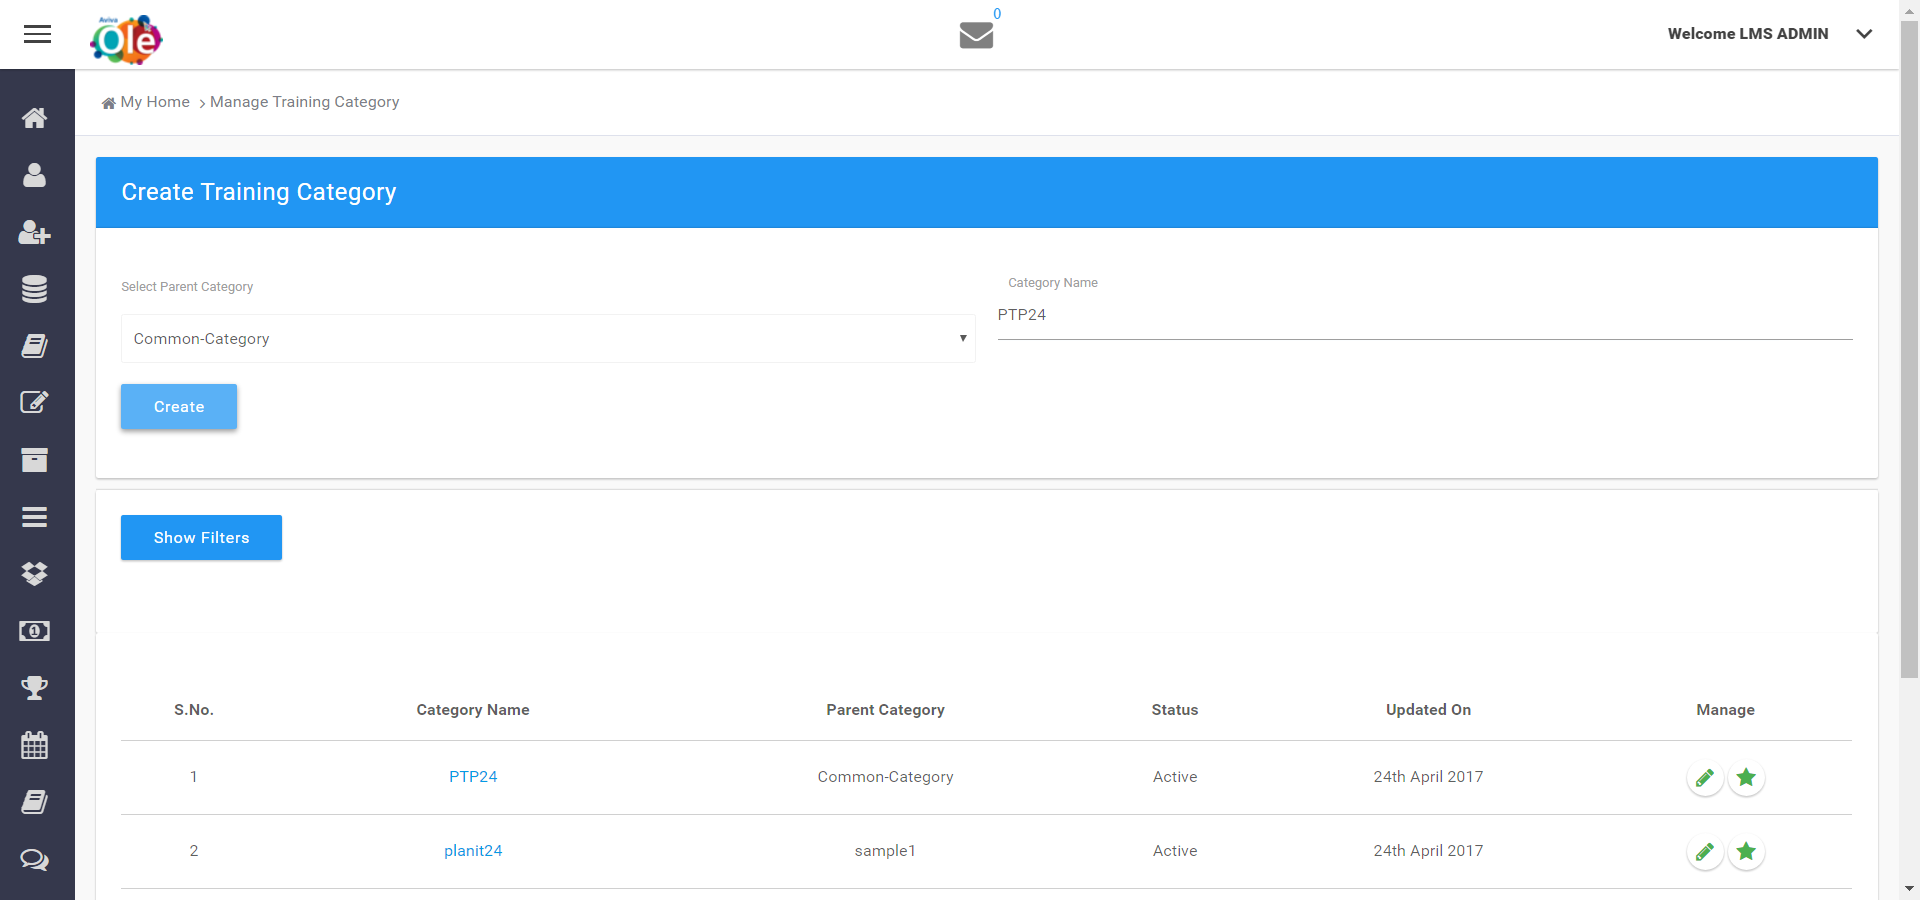 Aviva
Ole
0
Welcome LMS ADMIN
My Home > Manage Training Category
Create Training Category
Select Parent Category
Category Name
Common-Category
PTP24
Create
Show Filters
S.No. Category Name Parent Category Status Updated On Manage
1 PTP24 Common-Category Active 24th April 2017
2 planit24 sample1 Active 24th April 2017